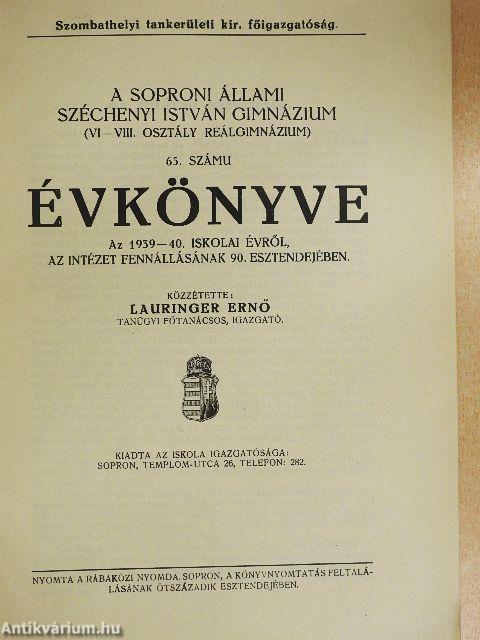 Szombathelyi tankerületi kir. főigazgatóság.
A SOPRONI ÁLLAMI
SZÉCHENYI ISTVÁN GIMNÁZIUM
(VI—VIII. OSZTÁLY REÁLGIMNÁZIUM)
65. SZÁMU
ÉVKÖNYVE
AZ 1939—40. ISKOLAI ÉVRŐL,
AZ INTÉZET FENNÁLLÁSÁNAK 90. ESZTENDEJÉBEN.
KÖZZÉTETTE:
LAURINGER ERNŐ
TANÜGYI FŐTANÁCSOS, IGAZGATÓ.
KIADTA AZ ISKOLA IGAZGATÓSÁGA:
SOPRON, TEMPLOM-UTCA 26, TELEFON: 282.
NYOMTA A RÁBAKÖZI NYOMDA, SOPRON, A KÖNYVNYOMTATÁS FELTALÁ-
LÁSÁNAK ÖTSZÁZADIK ESZTENDEJÉBEN.
Antikvárium.hu